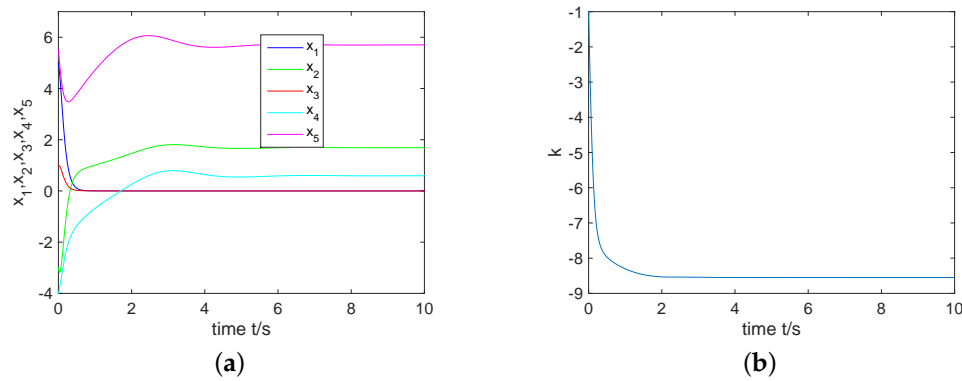 6
4
2
0
-2
-4
x₁,x₂,x₃,x₄,x₅
x₁
x₂
x₃
x₄
x₅
0 2 4 6 8 10
time t/s
(a)
-1
-2
-3
-4
-5
-6
-7
-8
-9
k
0 2 4 6 8 10
time t/s
(b)